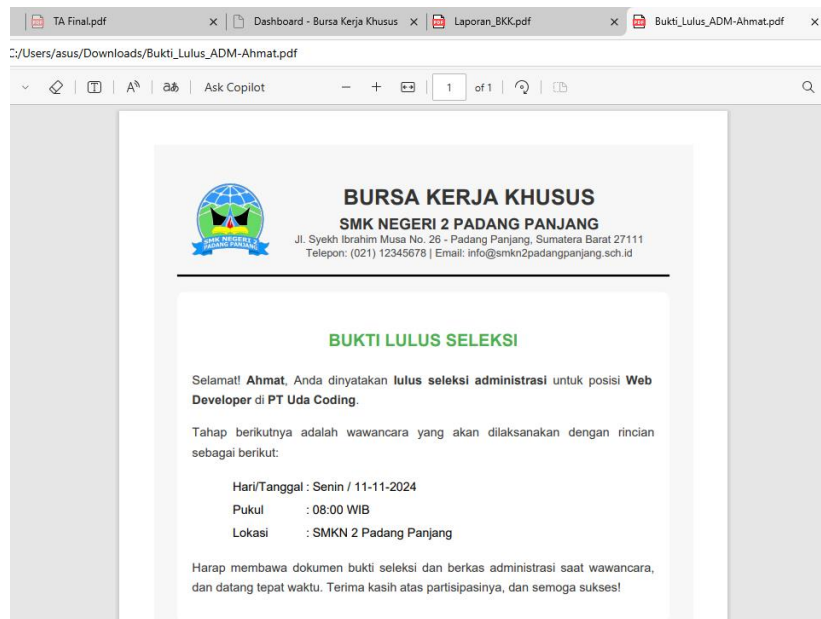 TA Final.pdf
Dashboard - Bursa Kerja Khusus
Laporan_BKK.pdf
Bukti_Lulus_ADM-Ahmat.pdf
C:/Users/asus/Downloads/Bukti_Lulus_ADM-Ahmat.pdf
Ask Copilot
1 of 1
BURSA KERJA KHUSUS
SMK NEGERI 2 PADANG PANJANG
SMK NEGERI 2
PADANG PANJANG
Jl. Syekh Ibrahim Musa No. 26 - Padang Panjang, Sumatera Barat 27111
Telepon: (021) 12345678 | Email: info@smkn2padangpanjang.sch.id
BUKTI LULUS SELEKSI
Selamat! Ahmat, Anda dinyatakan lulus seleksi administrasi untuk posisi Web
Developer di PT Uda Coding.
Tahap berikutnya adalah wawancara yang akan dilaksanakan dengan rincian
sebagai berikut:
Hari/Tanggal : Senin / 11-11-2024
Pukul : 08:00 WIB
Lokasi : SMKN 2 Padang Panjang
Harap membawa dokumen bukti seleksi dan berkas administrasi saat wawancara,
dan datang tepat waktu. Terima kasih atas partisipasinya, dan semoga sukses!